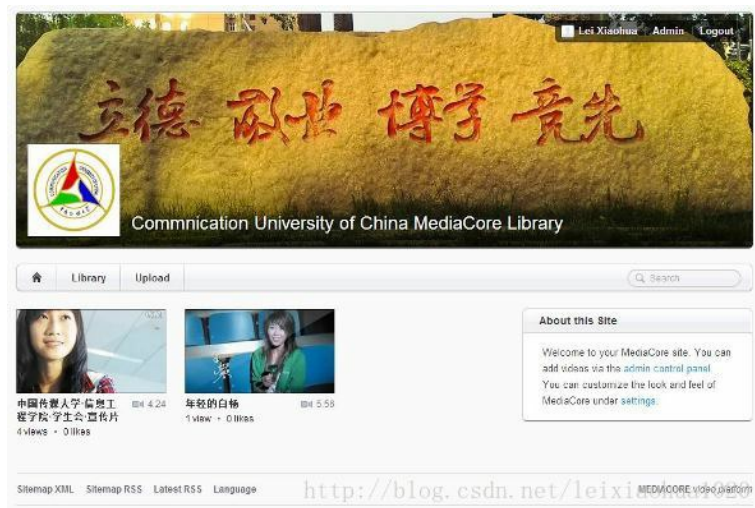 Lei Xiaohua Admin Logout
立德 敬业 博学 竞先
Commnication University of China MediaCore Library
Library Upload
Search
About this Site
Welcome to your MediaCore site. You can
add videos via the admin control panel.
You can customize the look and feel of
MediaCore under settings.
中国传媒大学·信息工 4:24
程学院·学生会·宣传片
4 views · 0 likes
年轻的白杨 5:56
1 view · 0 likes
Sitemap XML Sitemap RSS Latest RSS Language
MEDIACORE video platform
http://blog.csdn.net/leixiaohua1020